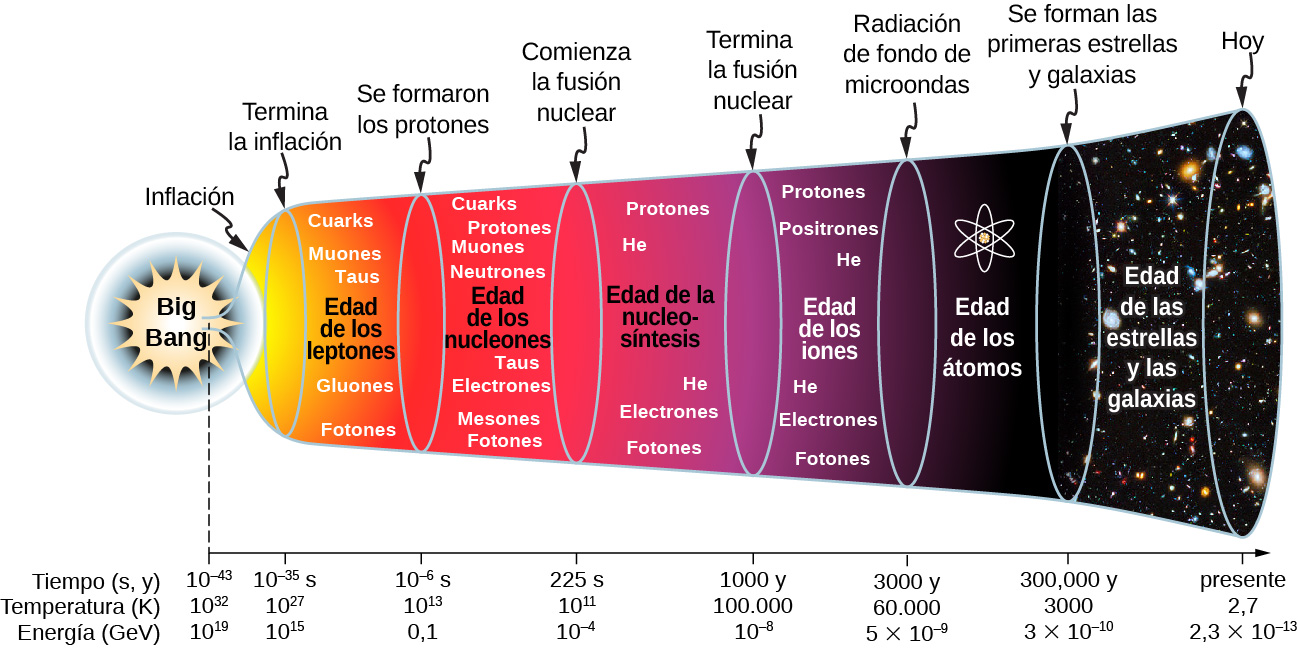 Inflación
Termina
la inflación
Se formaron
los protones
Comienza
la fusión
nuclear
Termina
la fusión
nuclear
Radiación
de fondo de
microondas
Se forman las
primeras estrellas
y galaxias
Hoy
Big
Bang
Cuarks
Muones
Taus
Edad
de los
leptones
Gluones
Fotones
Cuarks
Protones
Muones
Neutrones
Edad
de los
nucleones
Taus
Electrones
Mesones
Fotones
Protones
He
Edad de la
nucleo-
síntesis
He
Electrones
Fotones
Protones
Positrones
He
Edad
de los
iones
He
Electrones
Fotones
Edad
de los
átomos
Edad
de las
estrellas
y las
galaxias
Tiempo (s, y) 10⁻⁴³ 10⁻³⁵ s 10⁻⁶ s 225 s 1000 y 3000 y 300,000 y presente
Temperatura (K) 10³² 10²⁷ 10¹³ 10¹¹ 100.000 60.000 3000 2,7
Energía (GeV) 10¹⁹ 10¹⁵ 0,1 10⁻⁴ 10⁻⁸ 5 × 10⁻⁹ 3 × 10⁻¹⁰ 2,3 × 10⁻¹³